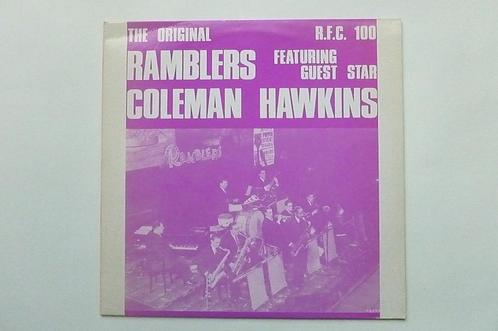 THE ORIGINAL R.F.C. 100
RAMBLERS FEATURING
GUEST STAR
COLEMAN HAWKINS
RAMBLERS